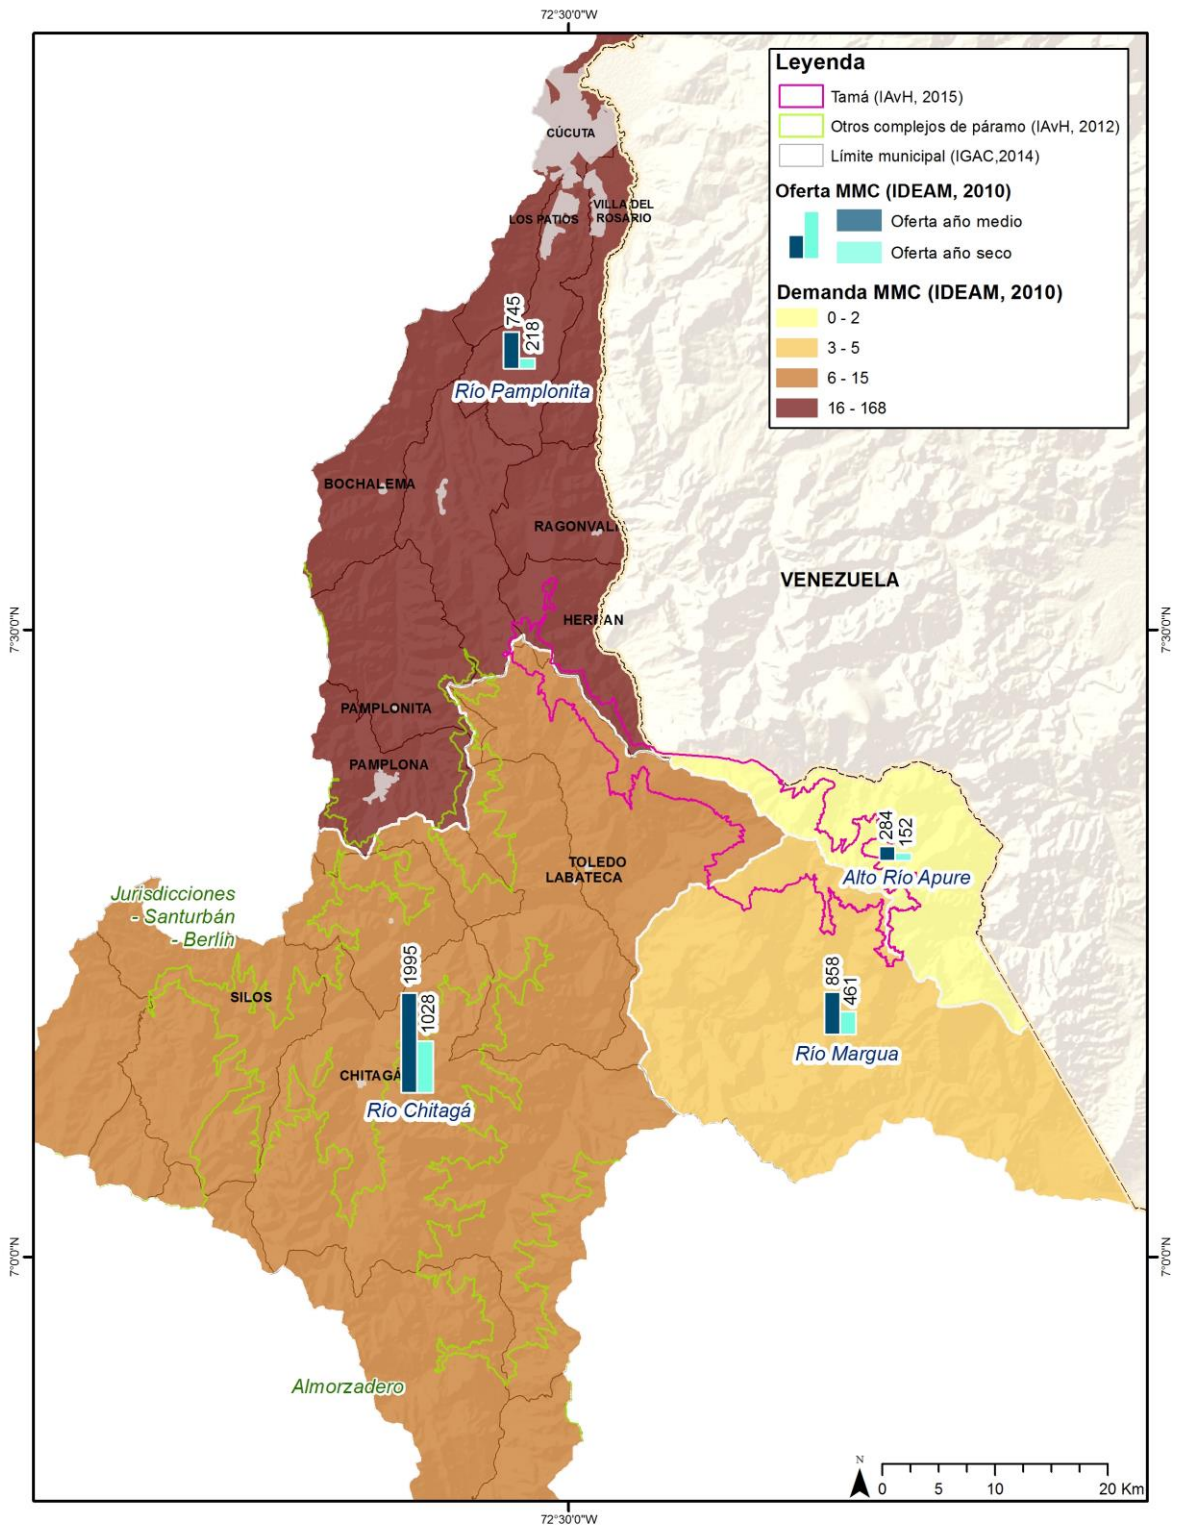 72°30'0"W
Leyenda
Tamá (IAvH, 2015)
Otros complejos de páramo (IAvH, 2012)
Límite municipal (IGAC,2014)
Oferta MMC (IDEAM, 2010)
Oferta año medio
Oferta año seco
Demanda MMC (IDEAM, 2010)
0 - 2
3 - 5
6 - 15
16 - 168
CÚCUTA
VILLA DEL
ROSARIO
LOS PATIOS
745
218
Río Pamplonita
BOCHALEMA
RAGONVALI
VENEZUELA
HERRAN
7°30'0"N
7°30'0"N
PAMPLONITA
PAMPLONA
TOLEDO
LABATECA
284
152
Alto Río Apure
Jurisdicciones
- Santurbán
- Berlín
SILOS
1995
1028
858
461
Río Margua
CHITAGÁ
Río Chitagá
7°0'0"N
7°0'0"N
Almorzadero
N
0 5 10 20 Km
72°30'0"W